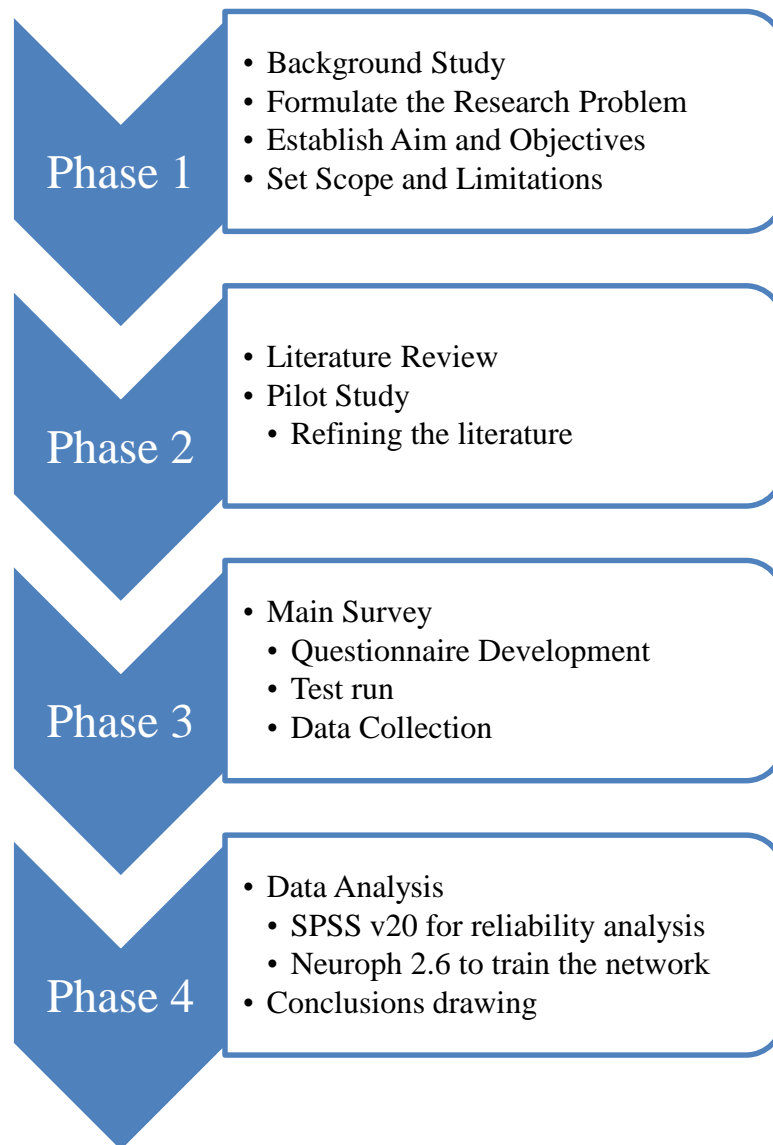 Phase 1
• Background Study
• Formulate the Research Problem
• Establish Aim and Objectives
• Set Scope and Limitations
Phase 2
• Literature Review
• Pilot Study
• Refining the literature
Phase 3
• Main Survey
• Questionnaire Development
• Test run
• Data Collection
Phase 4
• Data Analysis
• SPSS v20 for reliability analysis
• Neuroph 2.6 to train the network
• Conclusions drawing